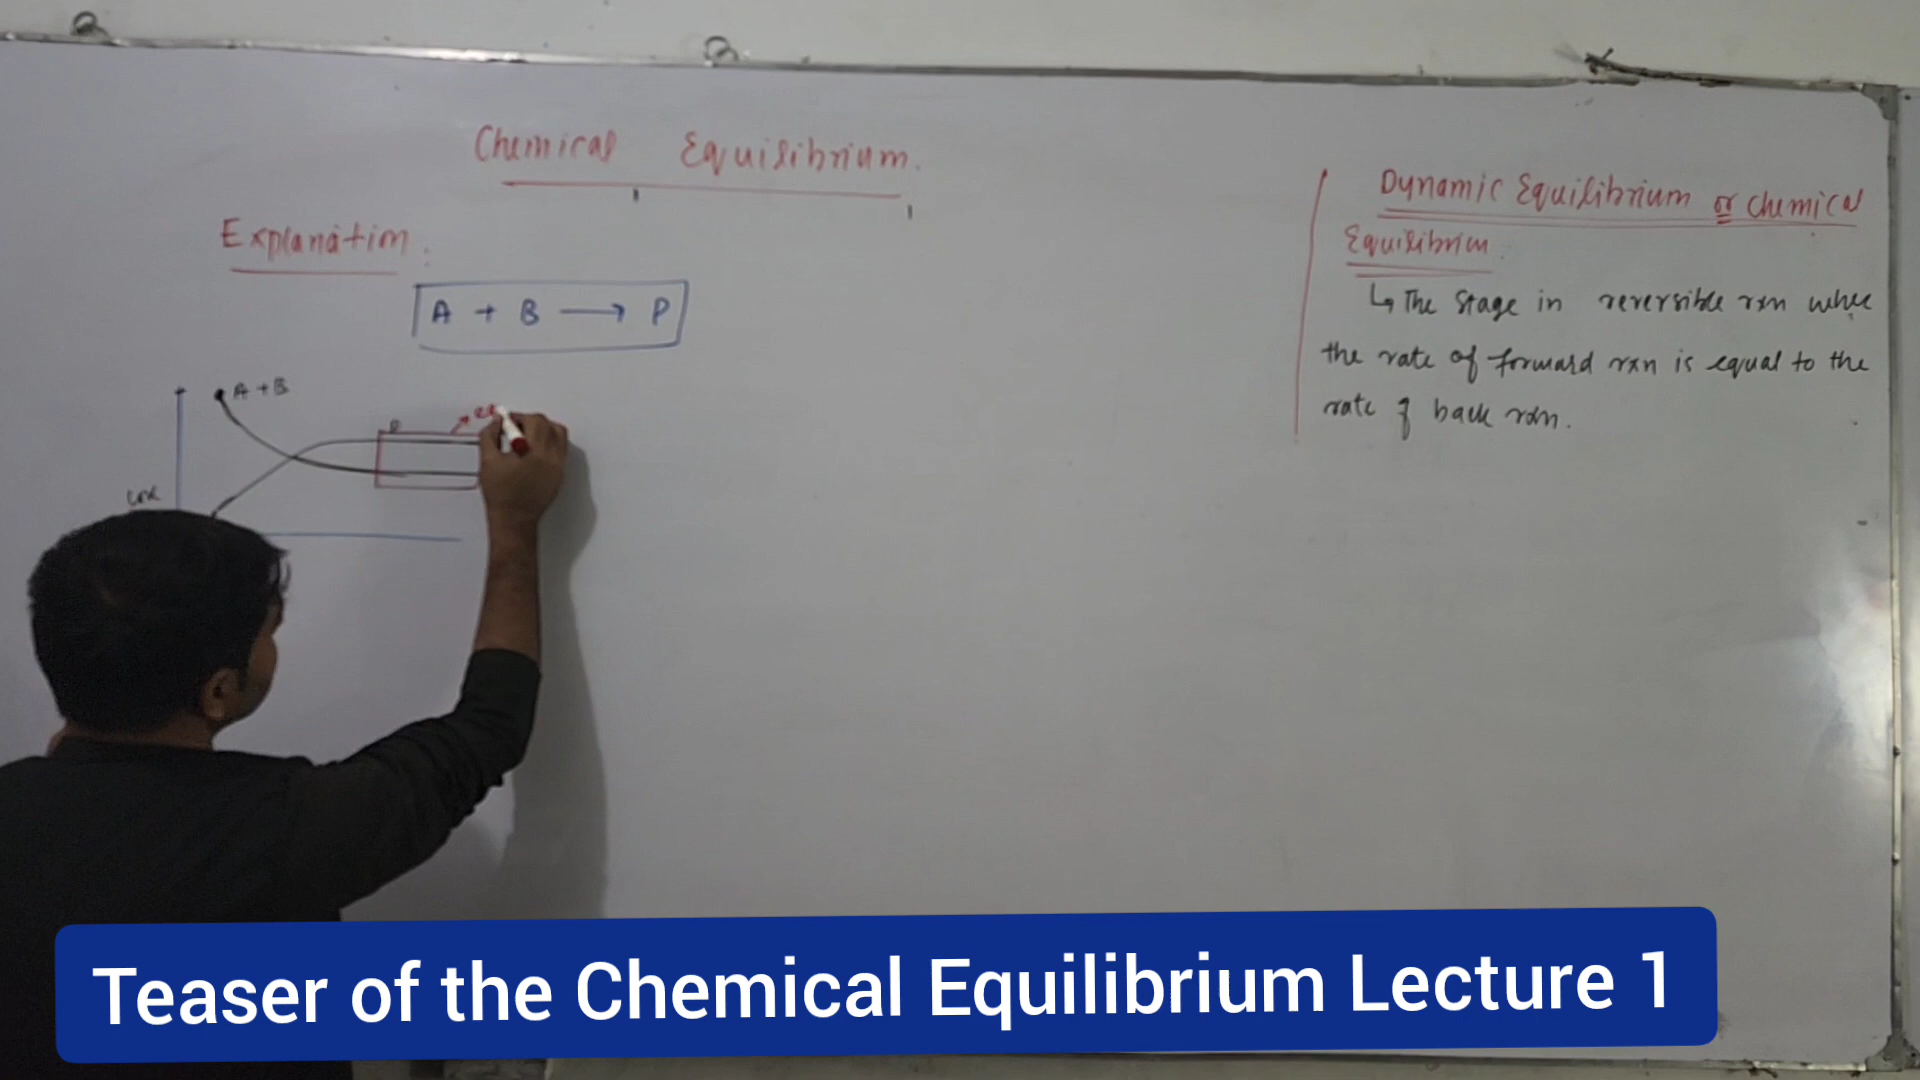 Chemical Equilibrium.
Explanation:
A + B ⟶ P
A + B
P
Dynamic Equilibrium or chemical
Equilibrium.
↳ The stage in reversible rxn where
the rate of forward rxn is equal to the
rate of back rxn.
Teaser of the Chemical Equilibrium Lecture 1